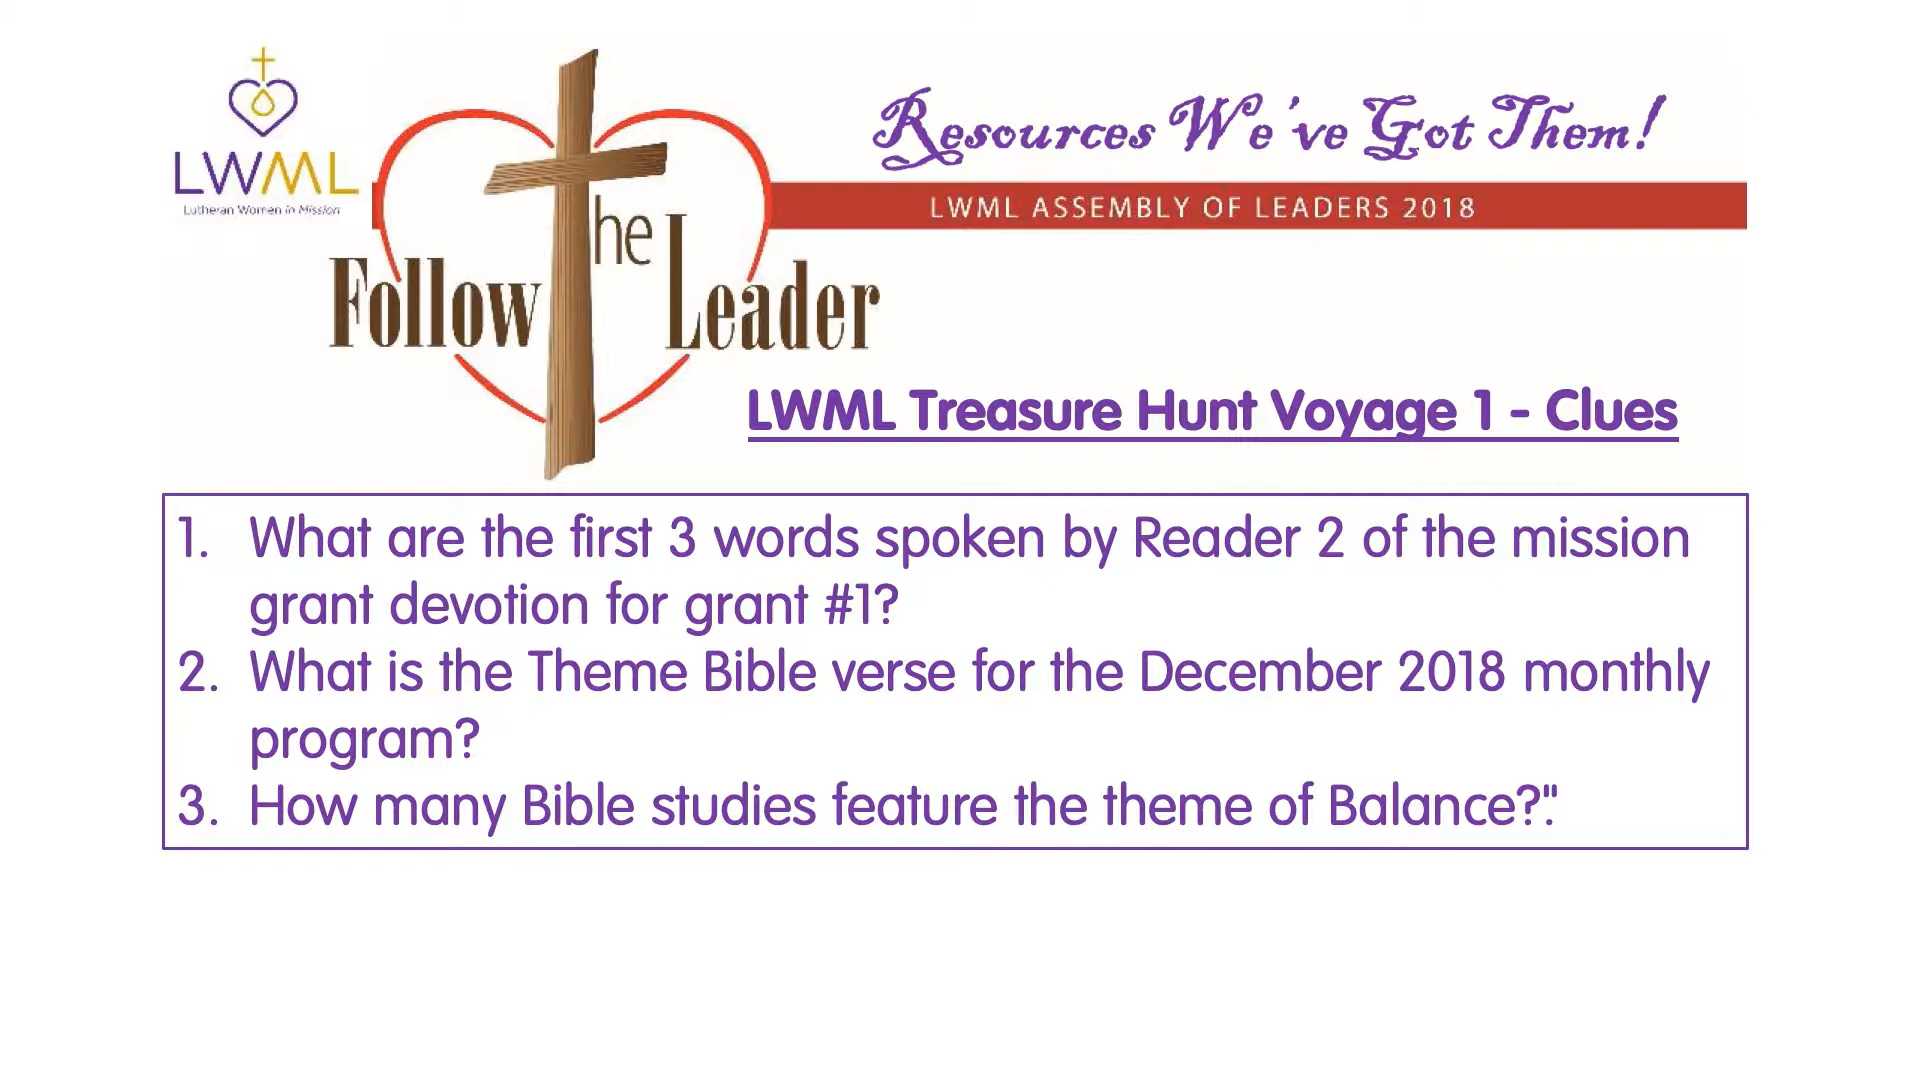 Resources We've Got Them!
LWML
Lutheran Women in Mission
LWML ASSEMBLY OF LEADERS 2018
Follow The Leader
LWML Treasure Hunt Voyage 1 - Clues
1. What are the first 3 words spoken by Reader 2 of the mission
grant devotion for grant #1?
2. What is the Theme Bible verse for the December 2018 monthly
program?
3. How many Bible studies feature the theme of Balance?".